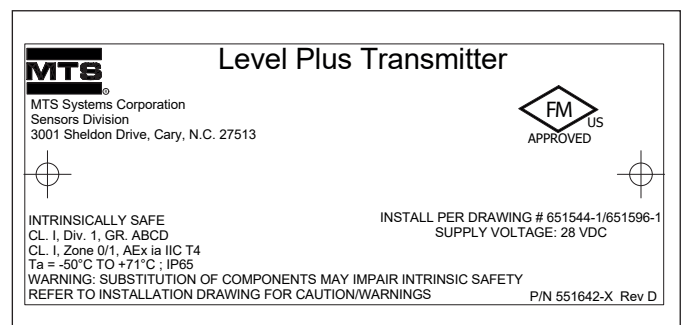 Level Plus Transmitter
MTS
®
MTS Systems Corporation
Sensors Division
3001 Sheldon Drive, Cary, N.C. 27513
FM
US
APPROVED
INTRINSICALLY SAFE
CL. I, Div. 1, GR. ABCD
CL. I, Zone 0/1, AEx ia IIC T4
Ta = -50°C TO +71°C ; IP65
WARNING: SUBSTITUTION OF COMPONENTS MAY IMPAIR INTRINSIC SAFETY
REFER TO INSTALLATION DRAWING FOR CAUTION/WARNINGS
INSTALL PER DRAWING # 651544-1/651596-1
SUPPLY VOLTAGE: 28 VDC
P/N 551642-X Rev D